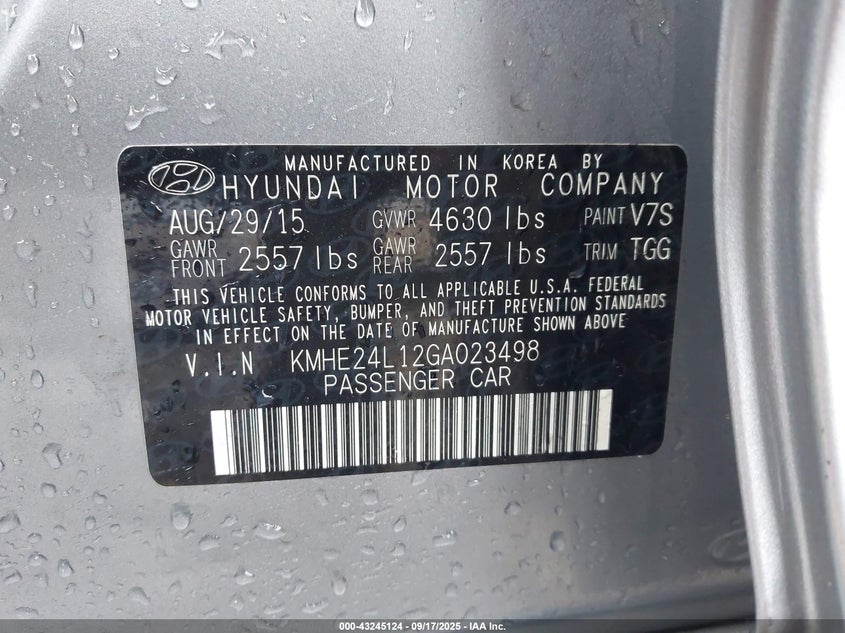 MANUFACTURED IN KOREA BY
HYUNDAI MOTOR COMPANY
AUG/29/15 GVWR 4630 lbs PAINT V7S
GAWR FRONT 2557 lbs GAWR REAR 2557 lbs TRIM TGG
THIS VEHICLE CONFORMS TO ALL APPLICABLE U.S.A. FEDERAL
MOTOR VEHICLE SAFETY, BUMPER, AND THEFT PREVENTION STANDARDS
IN EFFECT ON THE DATE OF MANUFACTURE SHOWN ABOVE
V.I.N KMHE24L12GA023498
PASSENGER CAR
000-43245124 - 09/17/2025 - IAA Inc.